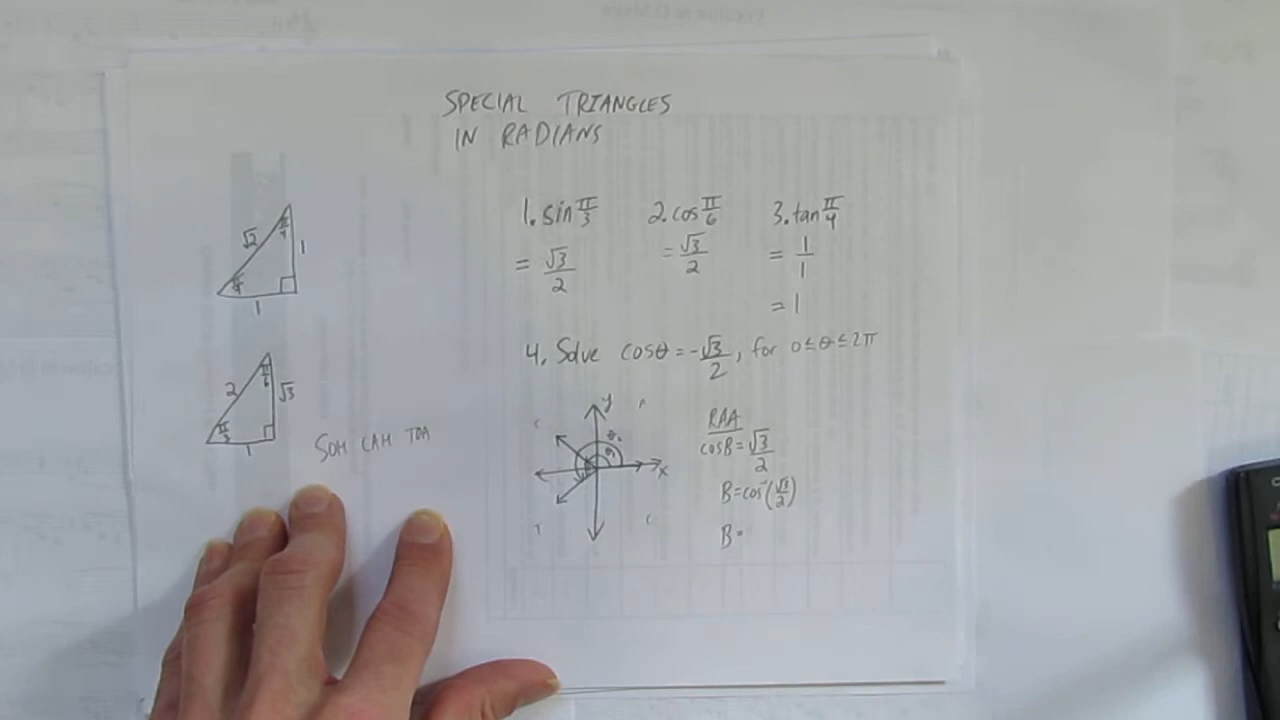 SPECIAL TRIANGLES
IN RADIANS
1. sin π/3
= √3/2
2. cos π/6
= √3/2
3. tan π/4
= 1/1
= 1
√2
π/4
1
π/4
1
4. Solve cosθ = -√3/2, for 0≤θ≤2π
2
π/6
√3
π/3
1
SOH CAH TOA
y
x
θ₂
θ₁
RAA
cosB = √3/2
B = cos⁻¹(√3/2)
B =